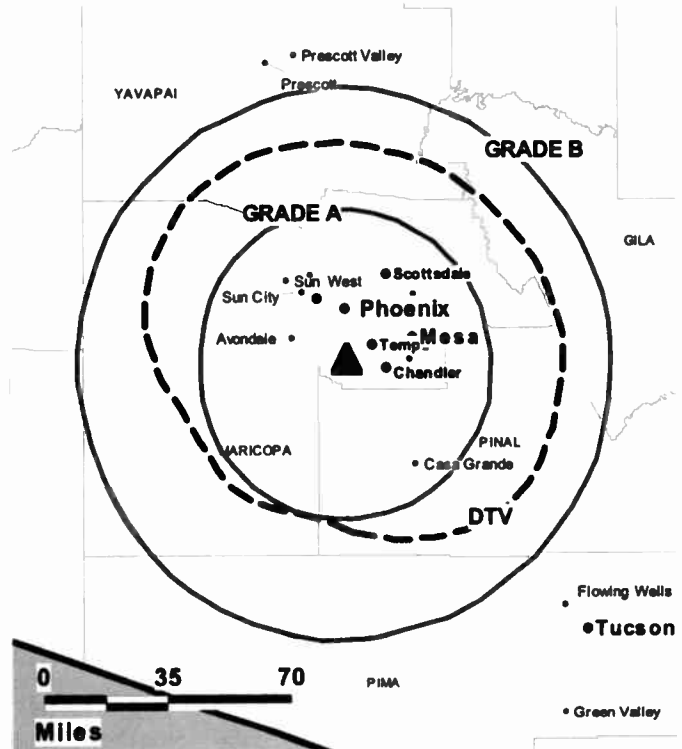 Prescott Valley
Prescott
YAVAPAI
GRADE B
GRADE A
GILA
Scottsdale
Sun West
Sun City
Phoenix
Avondale
Mesa
Chandler
PINAL
Casa Grande
DTV
Flowing Wells
Tucson
0 35 70
PIMA
Green Valley
Miles